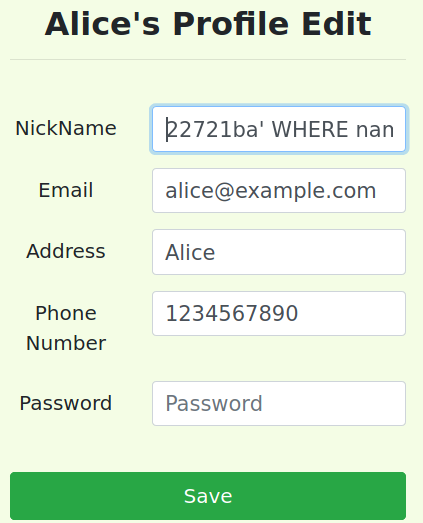 Alice's Profile Edit
NickName
22721ba' WHERE nan
Email
alice@example.com
Address
Alice
Phone
Number
1234567890
Password
Password
Save